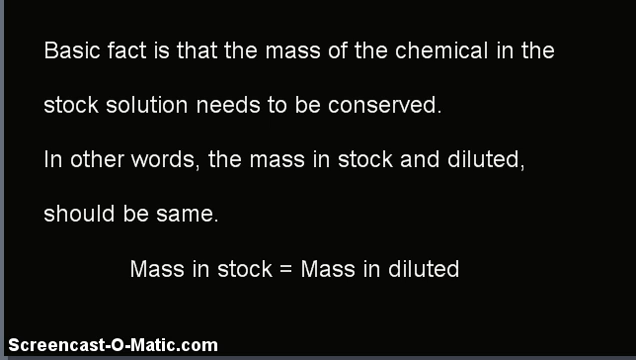 Basic fact is that the mass of the chemical in the
stock solution needs to be conserved.
In other words, the mass in stock and diluted,
should be same.
Mass in stock = Mass in diluted
Screencast-O-Matic.com